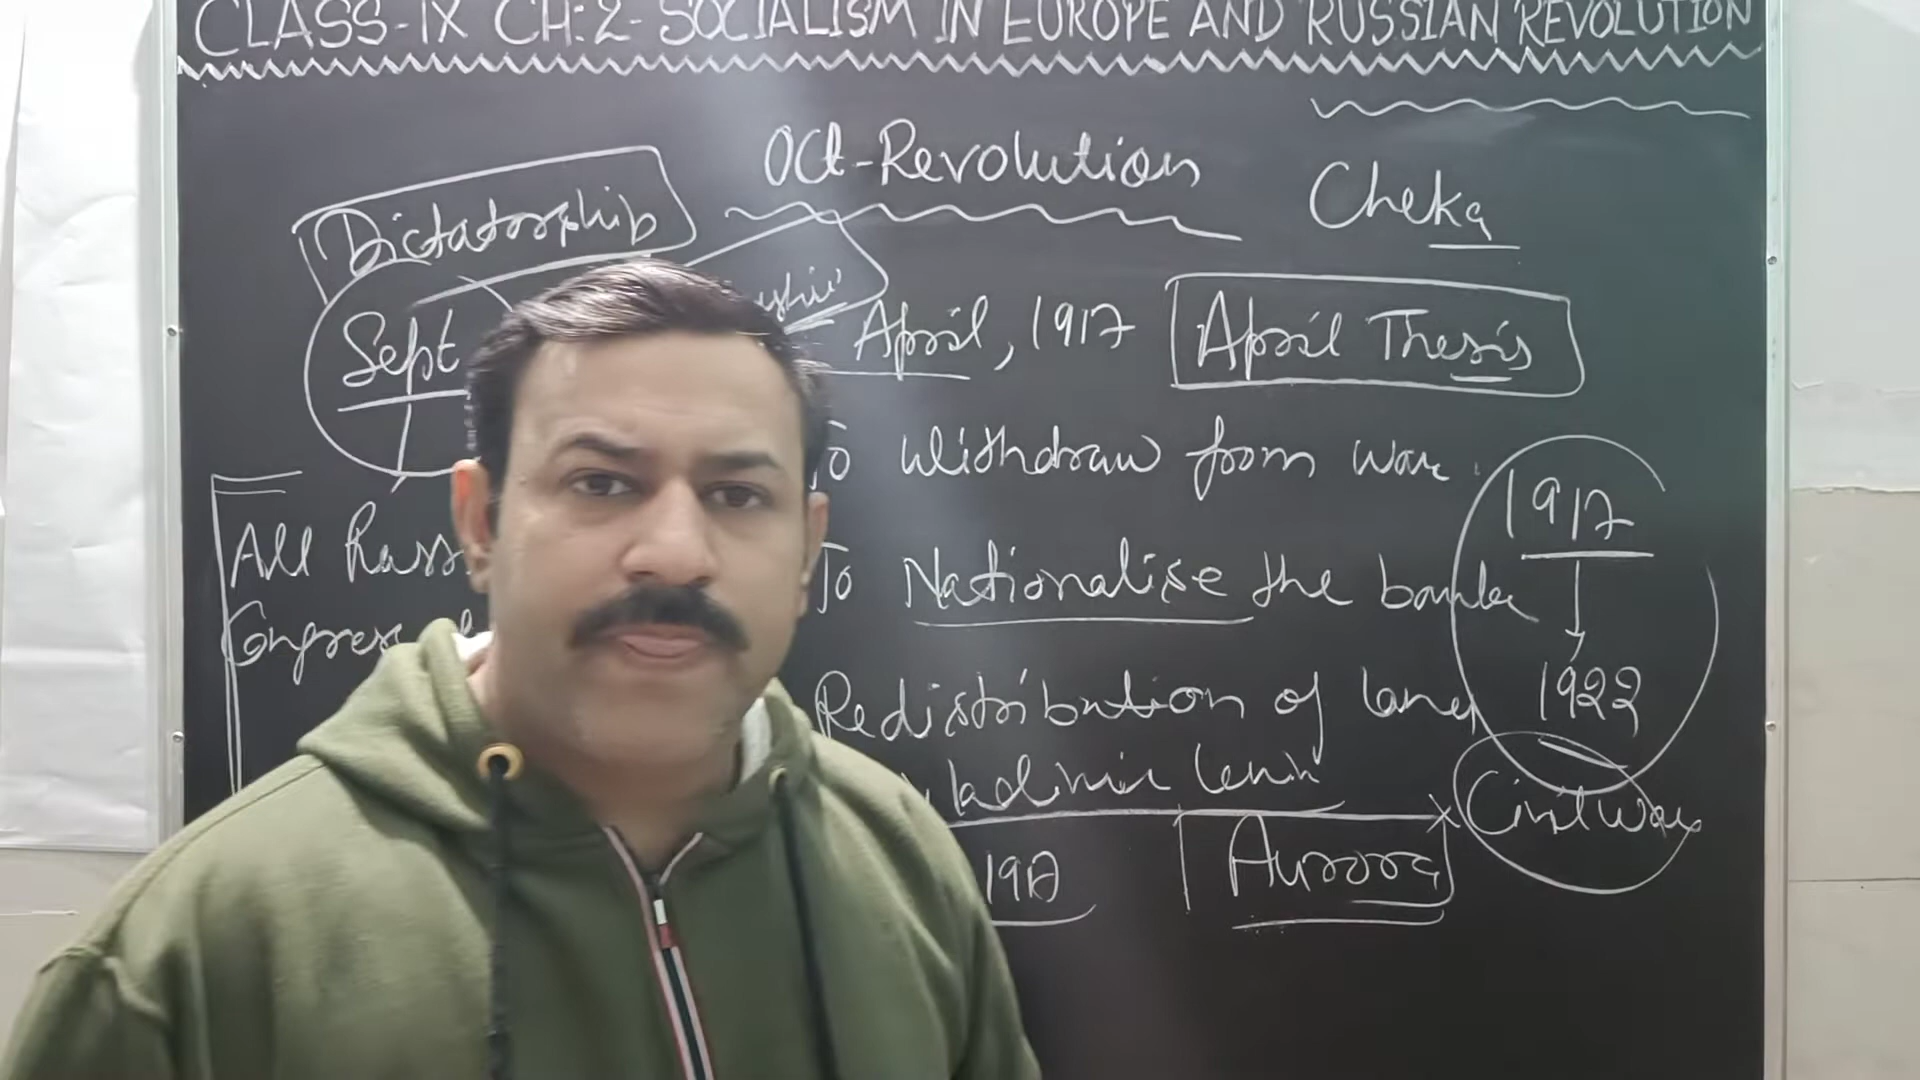 CLASS-IX CH:2- SOCIALISM IN EUROPE AND RUSSIAN REVOLUTION
Oct-Revolution
Cheka
Dictatorship
Sept
April, 1917
April Thesis
To withdraw from war
To Nationalise the banks
Redistribution of land
Vladimir Lenin
All Russ
Congress
1917
1922
Civil War
Aurora